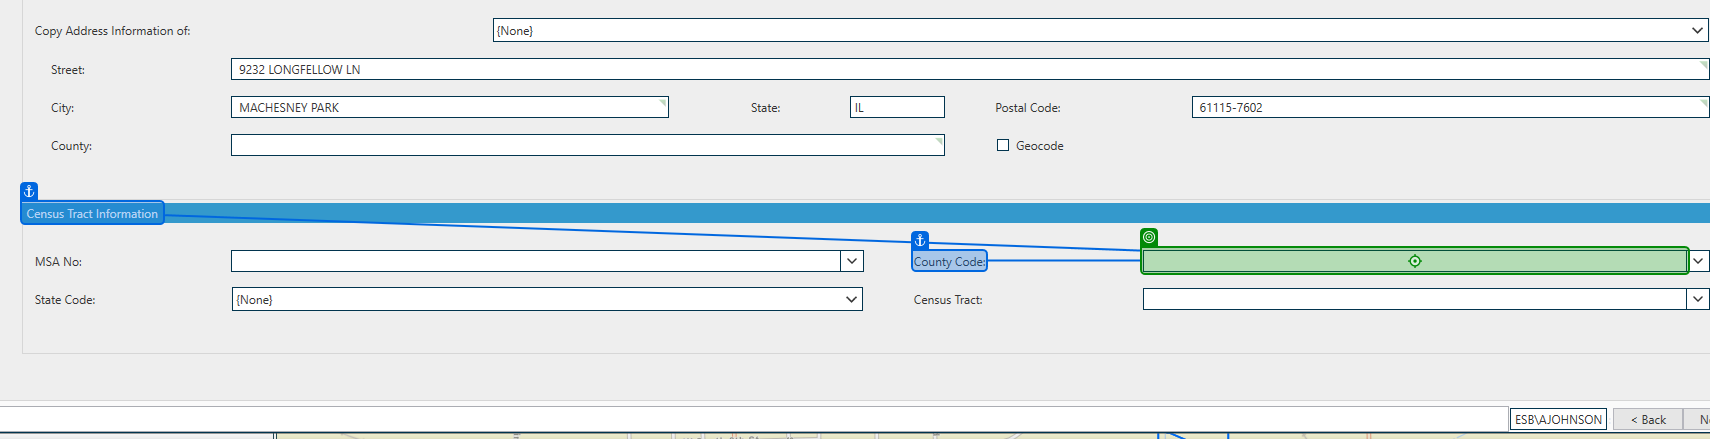 Copy Address Information of: {None}
Street: 9232 LONGFELLOW LN
City: MACHESNEY PARK State: IL Postal Code: 61115-7602
County: Geocode
Census Tract Information
MSA No: County Code:
State Code: {None} Census Tract:
ESB\AJOHNSON < Back